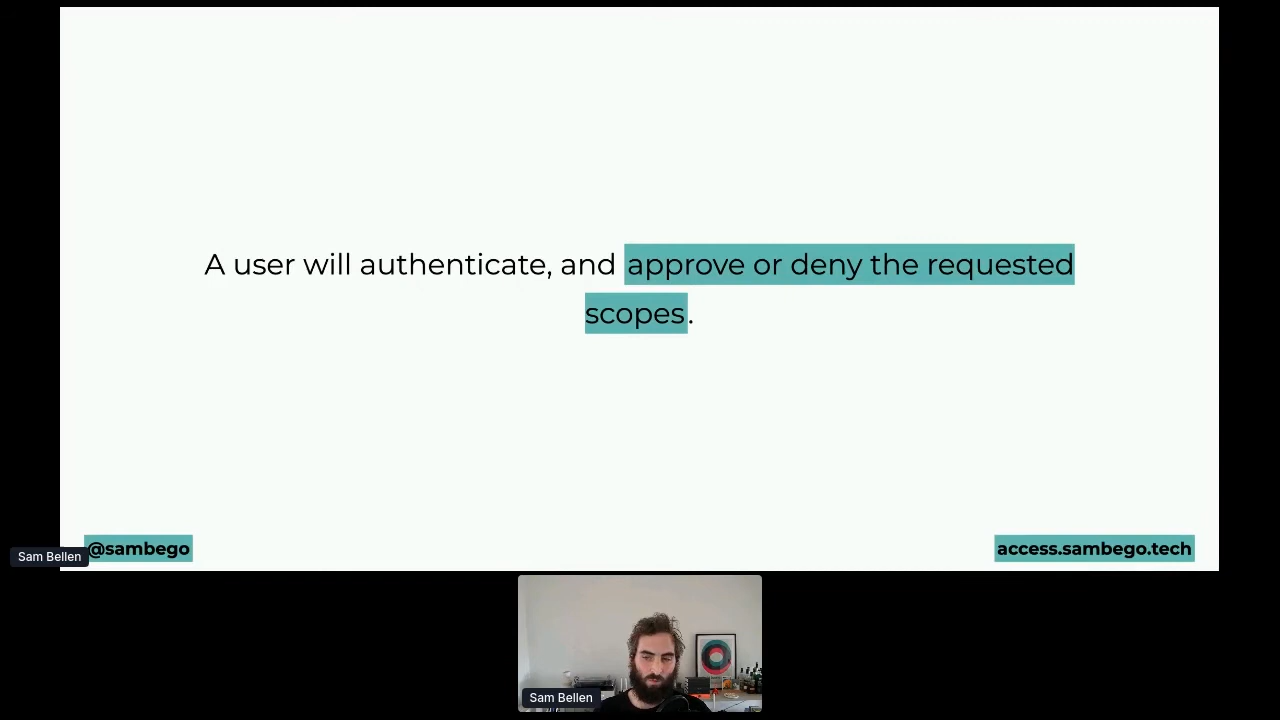 A user will authenticate, and approve or deny the requested
scopes.
@sambego
access.sambego.tech
Sam Bellen
Sam Bellen